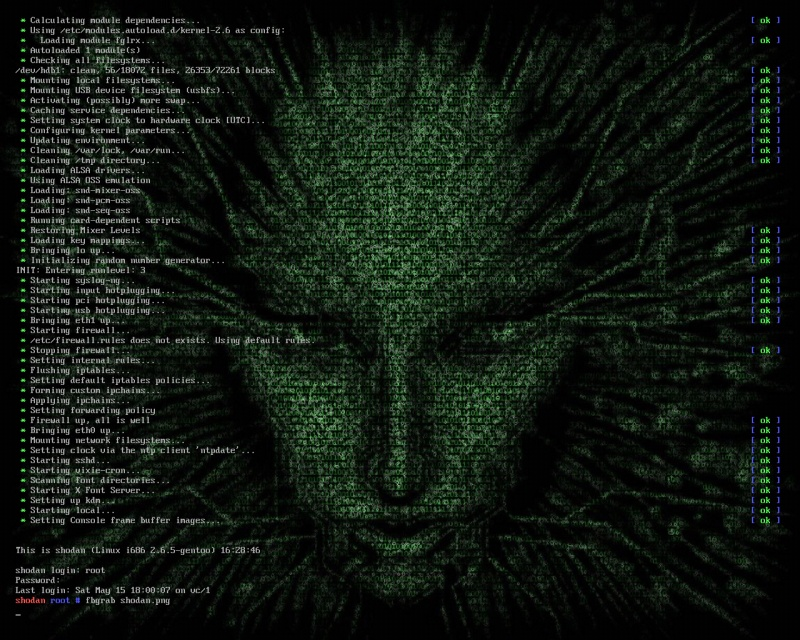 * Calculating module dependencies... [ ok ]
* Using /etc/modules.autoload.d/kernel-2.6 as config:
*   Loading module fglrx... [ ok ]
* Autoloaded 1 module(s)
* Checking all filesystems...
/dev/hdb1: clean, 56/18072 files, 26353/72261 blocks [ ok ]
* Mounting local filesystems... [ ok ]
* Mounting USB device filesystem (usbfs)... [ ok ]
* Activating (possibly) more swap... [ ok ]
* Caching service dependencies... [ ok ]
* Setting system clock to hardware clock [UTC]... [ ok ]
* Configuring kernel parameters... [ ok ]
* Updating environment... [ ok ]
* Cleaning /var/lock, /var/run... [ ok ]
* Cleaning /tmp directory... [ ok ]
* Loading ALSA drivers...
* Using ALSA OSS emulation
* Loading: snd-mixer-oss
* Loading: snd-pcm-oss
* Loading: snd-seq-oss
* Running card-dependent scripts
* Restoring Mixer Levels [ ok ]
* Loading key mappings... [ ok ]
* Bringing lo up... [ ok ]
* Initializing random number generator... [ ok ]
INIT: Entering runlevel: 3
* Starting syslog-ng... [ ok ]
* Starting input hotplugging... [ ok ]
* Starting pci hotplugging... [ ok ]
* Starting usb hotplugging... [ ok ]
* Bringing eth1 up... [ ok ]
* Starting firewall...
* /etc/firewall.rules does not exists. Using default rules.
* Stopping firewall... [ ok ]
* Setting internal rules...
* Flushing iptables...
* Setting default iptables policies...
* Forming custom ipchains...
* Applying ipchains...
* Setting forwarding policy
* Firewall up, all is well [ ok ]
* Bringing eth0 up... [ ok ]
* Mounting network filesystems... [ ok ]
* Setting clock via the ntp client 'ntpdate'... [ ok ]
* Starting sshd... [ ok ]
* Starting vixie-cron... [ ok ]
* Scanning font directories... [ ok ]
* Starting X Font Server... [ ok ]
* Setting up kdm... [ ok ]
* Starting local... [ ok ]
* Setting Console frame buffer images... [ ok ]
This is shodan (Linux i686 2.6.5-gentoo) 16:28:46
shodan login: root
Password:
Last login: Sat May 15 18:00:07 on vc/1
shodan root # fbgrab shodan.png
_